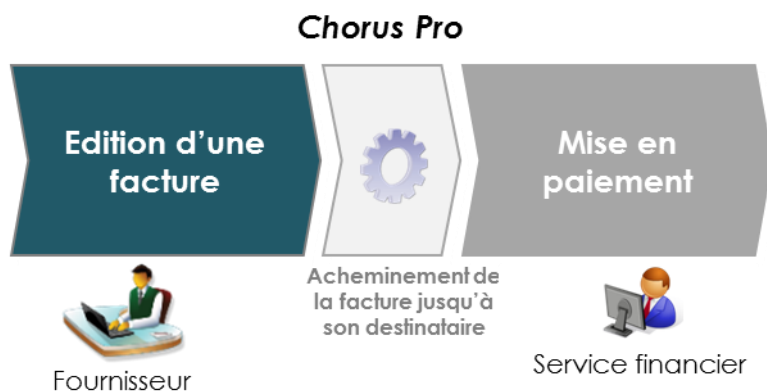 Chorus Pro
Edition d'une
facture
Mise en
paiement
Acheminement de
la facture jusqu'à
son destinataire
Fournisseur
Service financier